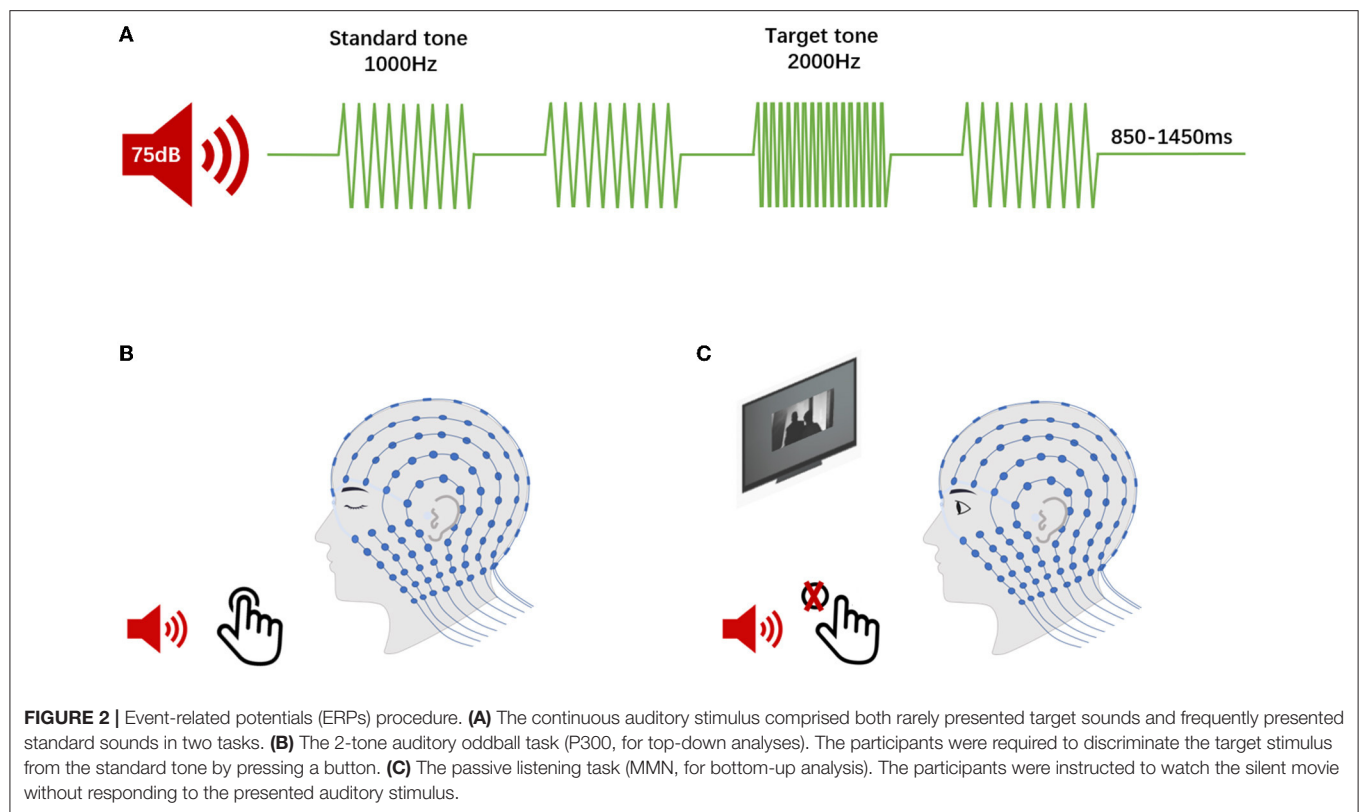 A
Standard tone
1000Hz
Target tone
2000Hz
75dB
850-1450ms
B
C
FIGURE 2 | Event-related potentials (ERPs) procedure. (A) The continuous auditory stimulus comprised both rarely presented target sounds and frequently presented
standard sounds in two tasks. (B) The 2-tone auditory oddball task (P300, for top-down analyses). The participants were required to discriminate the target stimulus
from the standard tone by pressing a button. (C) The passive listening task (MMN, for bottom-up analysis). The participants were instructed to watch the silent movie
without responding to the presented auditory stimulus.